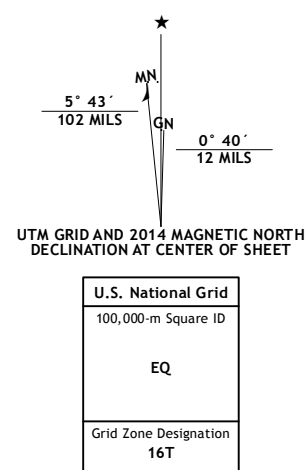 ★
MN.
GN
5° 43´
102 MILS
0° 40´
12 MILS
UTM GRID AND 2014 MAGNETIC NORTH
DECLINATION AT CENTER OF SHEET
U.S. National Grid
100,000-m Square ID
EQ
Grid Zone Designation
16T